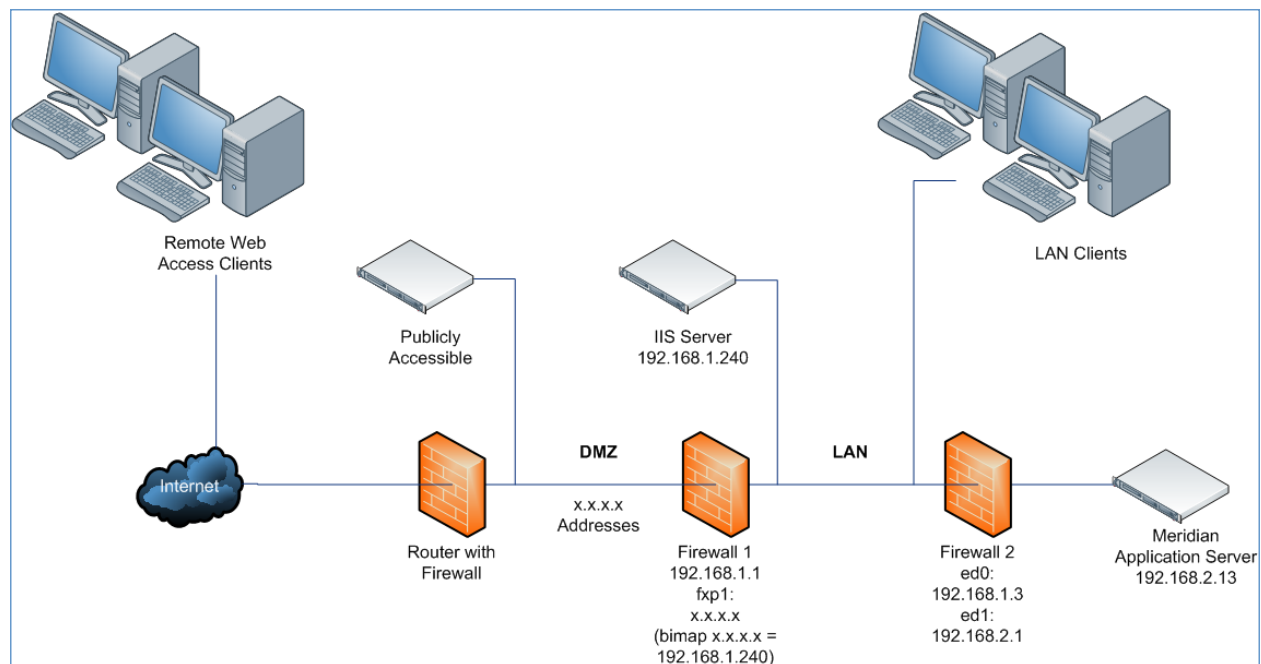 Remote Web
Access Clients
LAN Clients
Publicly
Accessible
IIS Server
192.168.1.240
DMZ
LAN
Internet
x.x.x.x
Addresses
Router with
Firewall
Firewall 1
192.168.1.1
fxp1:
x.x.x.x
(bimap x.x.x.x =
192.168.1.240)
Firewall 2
ed0:
192.168.1.3
ed1:
192.168.2.1
Meridian
Application Server
192.168.2.13